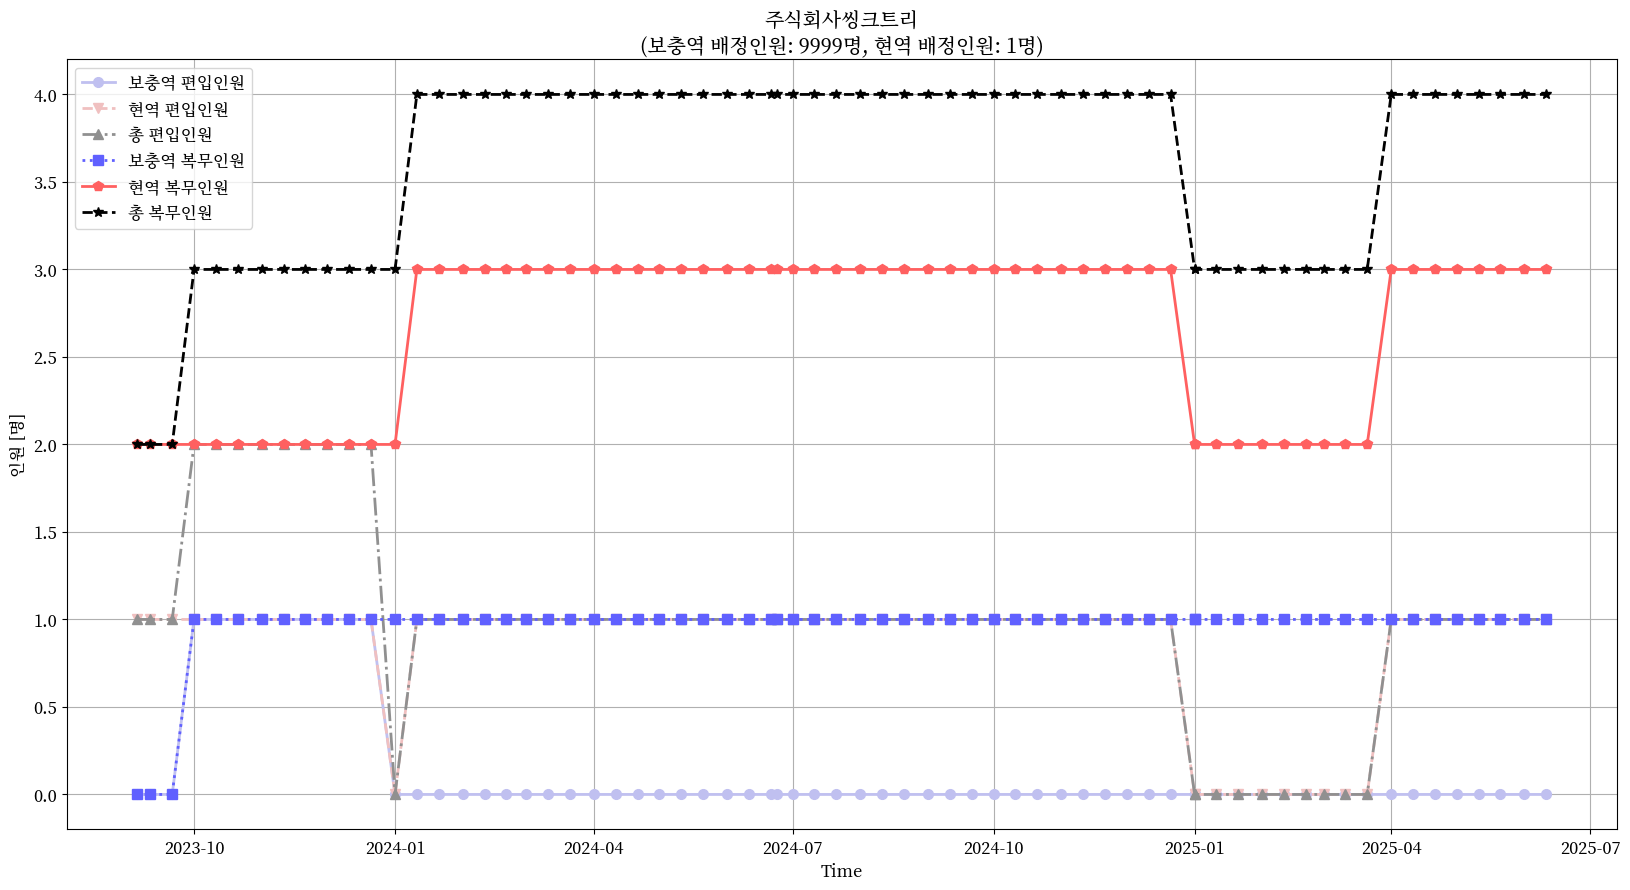 주식회사씽크트리
(보충역 배정인원: 9999명, 현역 배정인원: 1명)
보충역 편입인원
현역 편입인원
총 편입인원
보충역 복무인원
현역 복무인원
총 복무인원
4.0
3.5
3.0
2.5
2.0
1.5
1.0
0.5
0.0
인원 [명]
2023-10
2024-01
2024-04
2024-07
2024-10
2025-01
2025-04
2025-07
Time